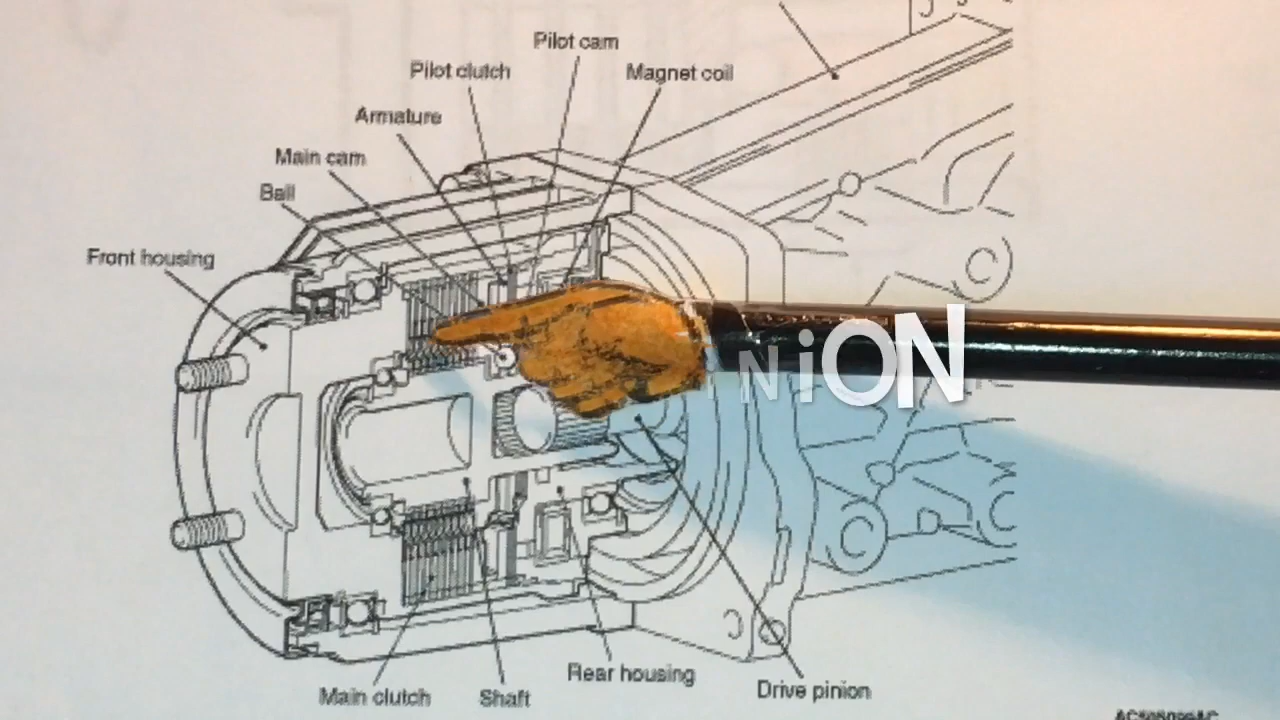 Pilot cam
Pilot clutch
Magnet coil
Armature
Main cam
Ball
Front housing
NiON
Rear housing
Main clutch
Shaft
Drive pinion